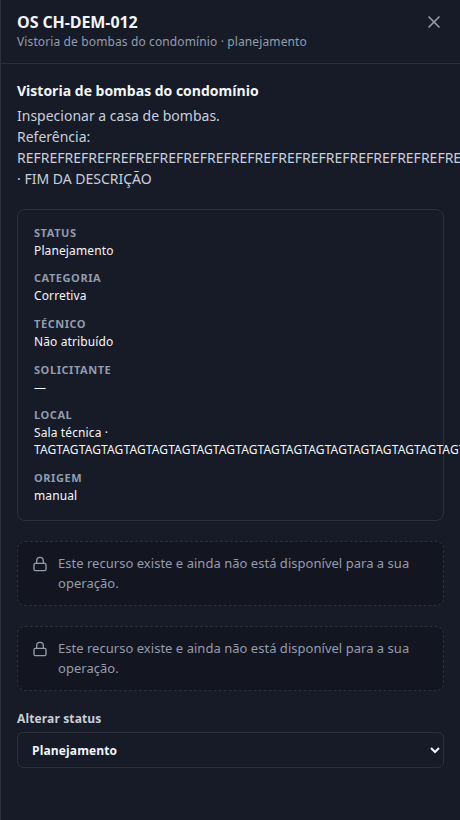 OS CH-DEM-012
Vistoria de bombas do condomínio · planejamento
Vistoria de bombas do condomínio
Inspecionar a casa de bombas.
Referência:
REFREFREFREFREFREFREFREFREFREFREFREFREFREFREFREFREFREFREFRE
· FIM DA DESCRIÇÃO
STATUS
Planejamento
CATEGORIA
Corretiva
TÉCNICO
Não atribuído
SOLICITANTE
—
LOCAL
Sala técnica ·
TAGTAGTAGTAGTAGTAGTAGTAGTAGTAGTAGTAGTAGTAGTAGTAGTAGTAGTAG
ORIGEM
manual
Este recurso existe e ainda não está disponível para a sua
operação.
Este recurso existe e ainda não está disponível para a sua
operação.
Alterar status
Planejamento